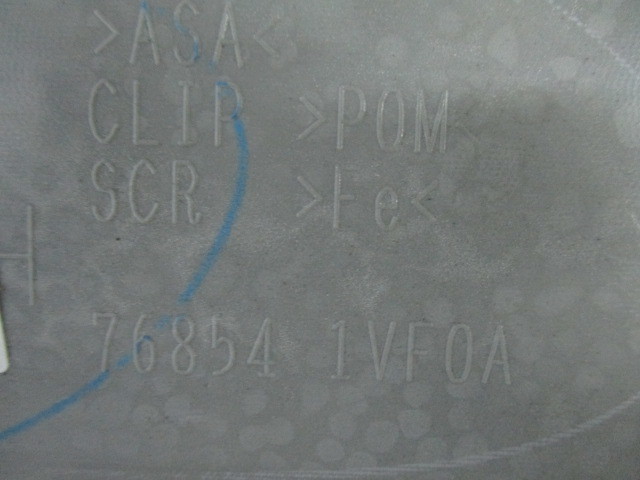 >ASA<
CLIP >POM
SCR >Fe<
76854 1VF0A